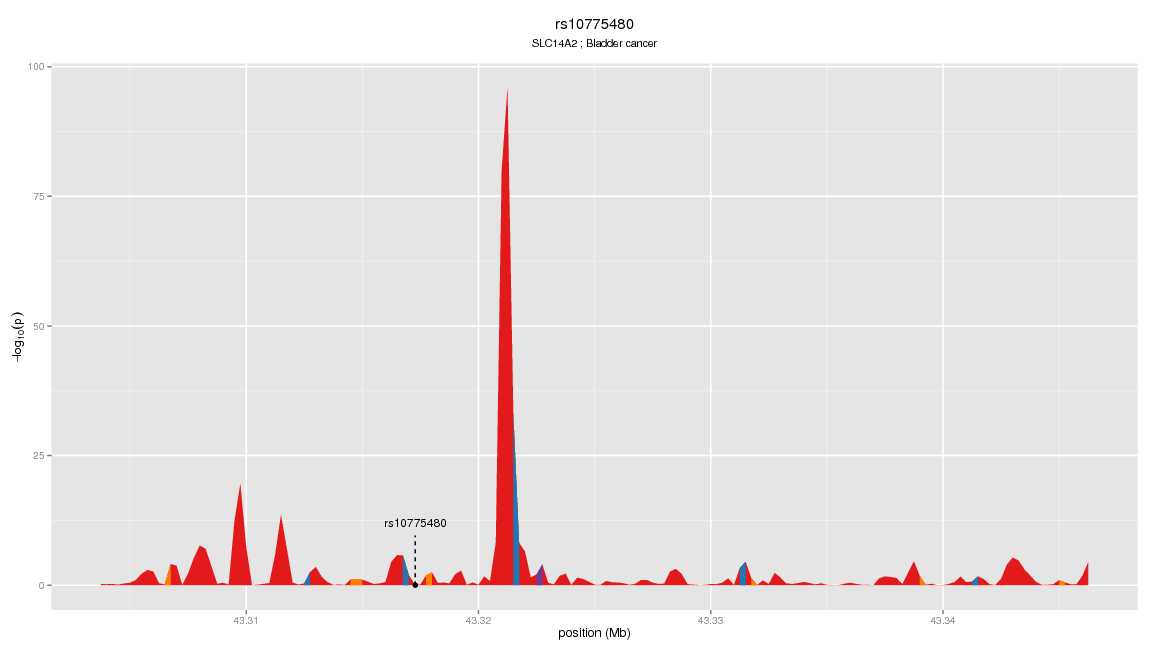 rs10775480
SLC14A2 ; Bladder cancer
100
75
50
25
0
−log10(p)
rs10775480
43.31
43.32
43.33
43.34
position (Mb)